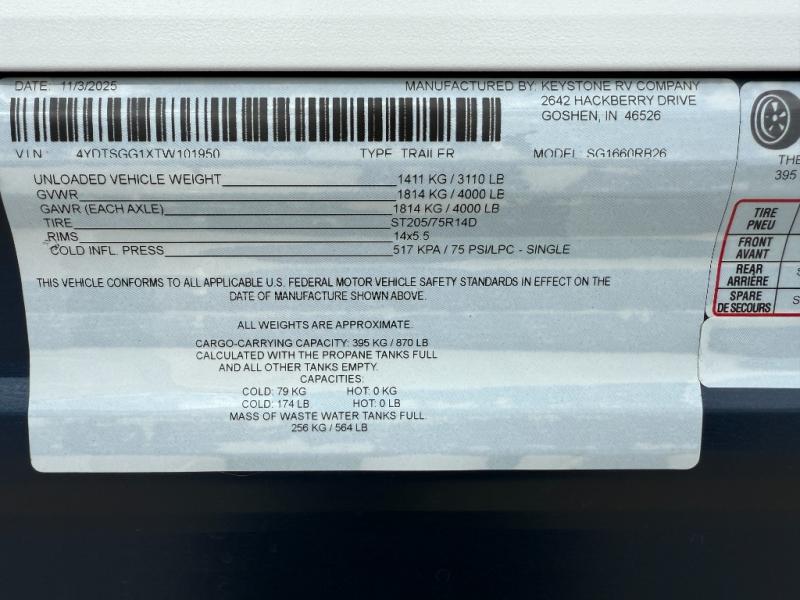 DATE: 11/3/2025
MANUFACTURED BY: KEYSTONE RV COMPANY
2642 HACKBERRY DRIVE
GOSHEN, IN 46526
V.I.N.: 4YDTSGG1XTW101950 TYPE: TRAILER MODEL: SG1660RB26
UNLOADED VEHICLE WEIGHT 1411 KG / 3110 LB
GVWR 1814 KG / 4000 LB
GAWR (EACH AXLE) 1814 KG / 4000 LB
TIRE ST205/75R14D
RIMS 14x5.5
COLD INFL. PRESS 517 KPA / 75 PSI/LPC - SINGLE
THIS VEHICLE CONFORMS TO ALL APPLICABLE U.S. FEDERAL MOTOR VEHICLE SAFETY STANDARDS IN EFFECT ON THE
DATE OF MANUFACTURE SHOWN ABOVE.
ALL WEIGHTS ARE APPROXIMATE.
CARGO-CARRYING CAPACITY: 395 KG / 870 LB
CALCULATED WITH THE PROPANE TANKS FULL
AND ALL OTHER TANKS EMPTY.
CAPACITIES:
COLD: 79 KG HOT: 0 KG
COLD: 174 LB HOT: 0 LB
MASS OF WASTE WATER TANKS FULL
256 KG / 564 LB
THE
395
TIRE
PNEU
FRONT
AVANT
REAR
ARRIÈRE
SPARE
DE SECOURS